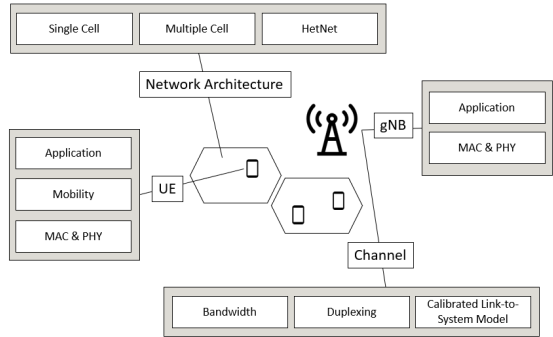 Single Cell
Multiple Cell
HetNet
Network Architecture
gNB
Application
MAC & PHY
Application
Mobility
MAC & PHY
UE
Channel
Bandwidth
Duplexing
Calibrated Link-to-
System Model